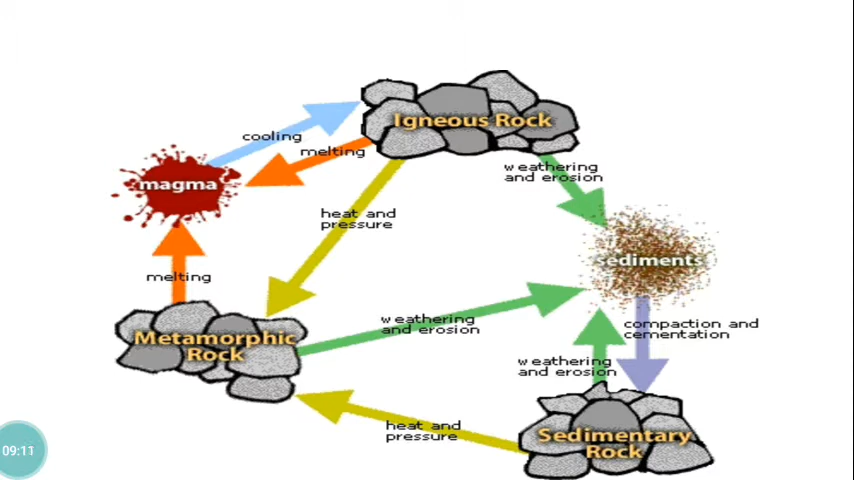 Igneous Rock
cooling
melting
weathering
and erosion
magma
heat and
pressure
sediments
melting
weathering
and erosion
compaction and
cementation
Metamorphic
Rock
weathering
and erosion
heat and
pressure
Sedimentary
Rock
09:11